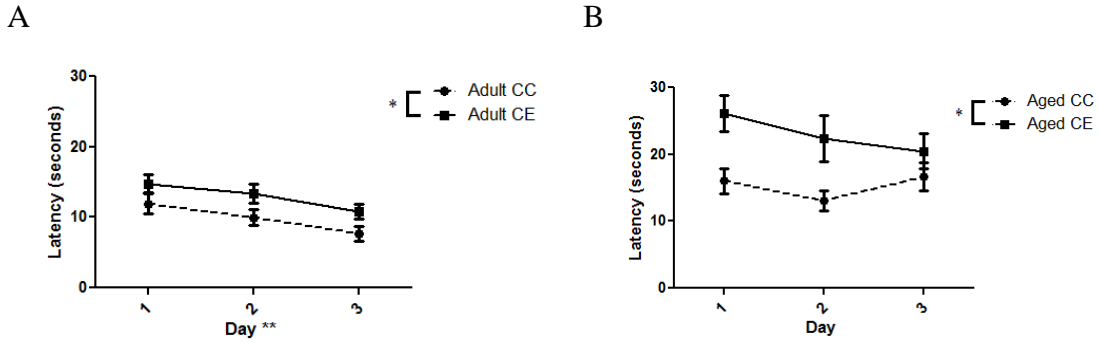 A
Latency (seconds)
30
20
10
0
1
2
3
Day **
* Adult CC
Adult CE
B
Latency (seconds)
30
20
10
0
1
2
3
Day
* Aged CC
Aged CE